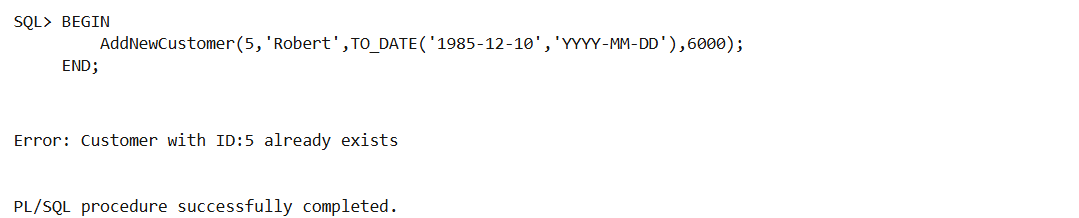 SQL> BEGIN
AddNewCustomer(5,'Robert',TO_DATE('1985-12-10','YYYY-MM-DD'),6000);
END;
Error: Customer with ID:5 already exists
PL/SQL procedure successfully completed.